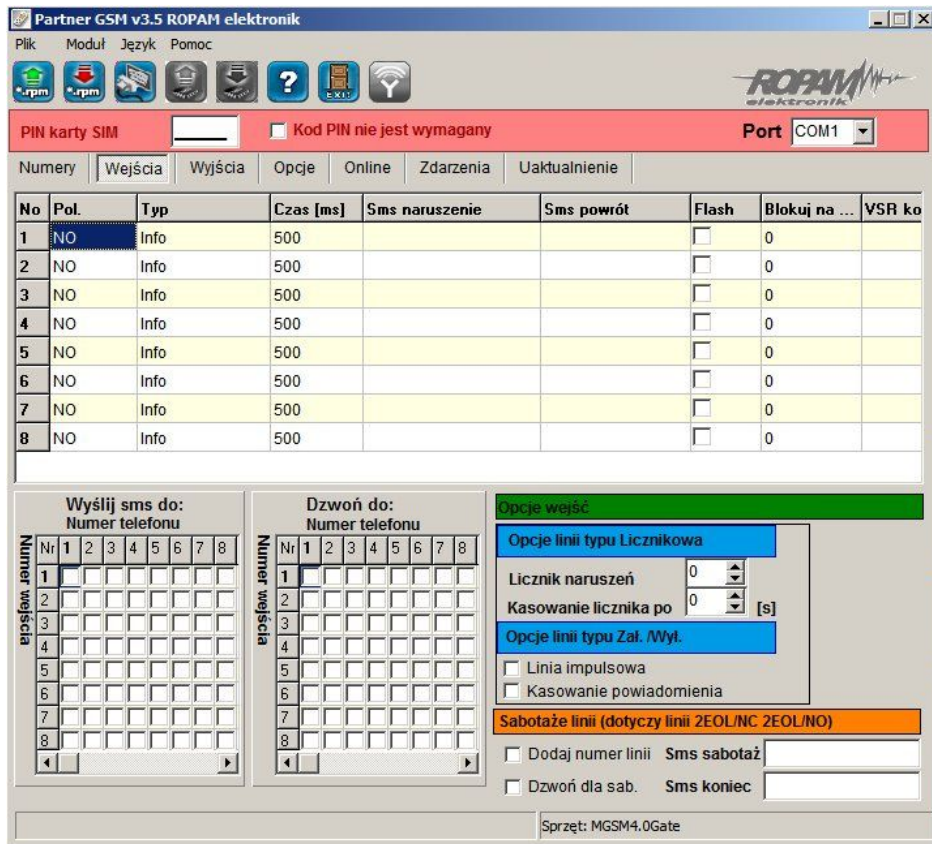 Partner GSM v3.5 ROPAM elektronik
Plik Moduł Język Pomoc
*.rpm *.rpm ? EXIT ROPAM
elektronik
PIN karty SIM Kod PIN nie jest wymagany Port COM1
Numery Wejścia Wyjścia Opcje Online Zdarzenia Uaktualnienie
No Pol. Typ Czas [ms] Sms naruszenie Sms powrót Flash Blokuj na ... VSR ko
1 NO Info 500 0
2 NO Info 500 0
3 NO Info 500 0
4 NO Info 500 0
5 NO Info 500 0
6 NO Info 500 0
7 NO Info 500 0
8 NO Info 500 0
Wyślij sms do:
Numer telefonu
Numer wejścia
Nr 1 2 3 4 5 6 7 8
1
2
3
4
5
6
7
8
Dzwoń do:
Numer telefonu
Numer wejścia
Nr 1 2 3 4 5 6 7 8
1
2
3
4
5
6
7
8
Opcje wejść
Opcje linii typu Licznikowa
Licznik naruszeń 0
Kasowanie licznika po 0 [s]
Opcje linii typu Zał. /Wył.
Linia impulsowa
Kasowanie powiadomienia
Sabotaże linii (dotyczy linii 2EOL/NC 2EOL/NO)
Dodaj numer linii Sms sabotaż
Dzwoń dla sab. Sms koniec
Sprzęt: MGSM4.0Gate